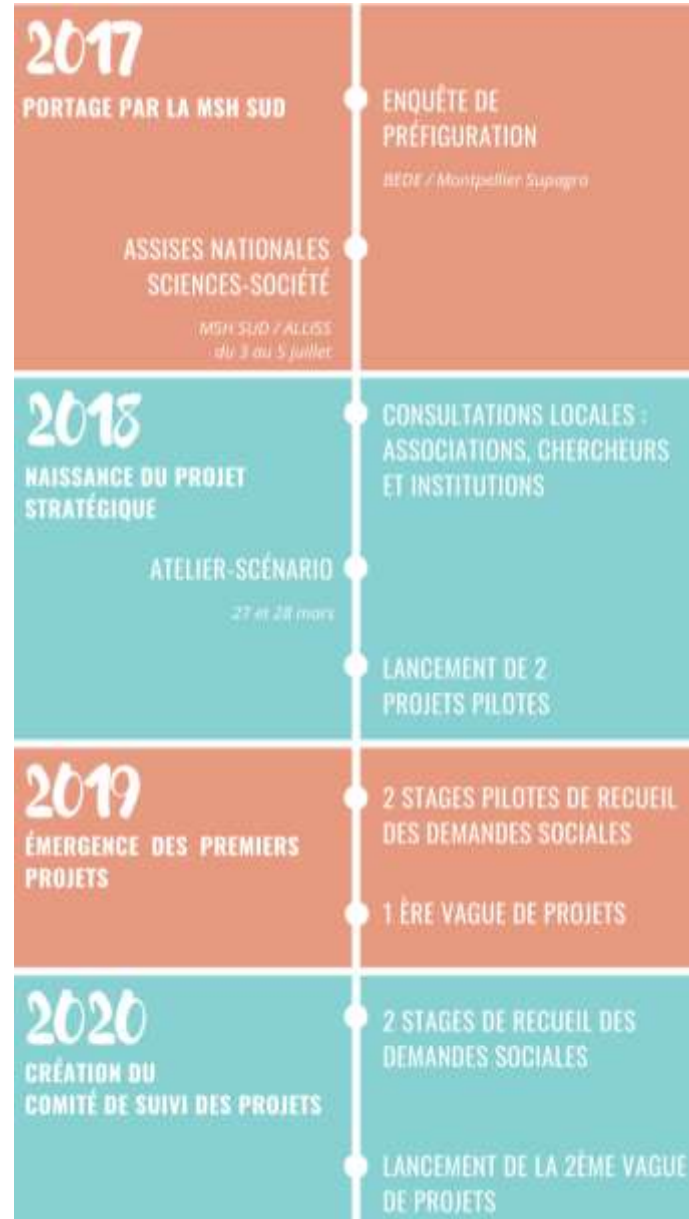 2017
PORTAGE PAR LA MSH SUD
ENQUÊTE DE
PRÉFIGURATION
BEDE / Montpellier Supagro
ASSISES NATIONALES
SCIENCES-SOCIÉTÉ
MSH SUD / ALLISS
du 3 au 5 juillet
2018
NAISSANCE DU PROJET
STRATÉGIQUE
CONSULTATIONS LOCALES :
ASSOCIATIONS, CHERCHEURS
ET INSTITUTIONS
ATELIER-SCÉNARIO
27 et 28 mars
LANCEMENT DE 2
PROJETS PILOTES
2019
ÉMERGENCE DES PREMIERS
PROJETS
2 STAGES PILOTES DE RECUEIL
DES DEMANDES SOCIALES
1 ÈRE VAGUE DE PROJETS
2020
CRÉATION DU
COMITÉ DE SUIVI DES PROJETS
2 STAGES DE RECUEIL DES
DEMANDES SOCIALES
LANCEMENT DE LA 2ÈME VAGUE
DE PROJETS